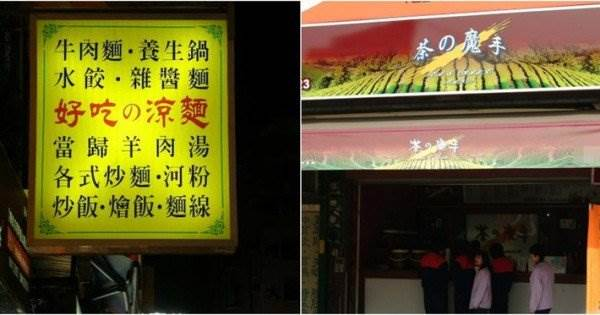 牛肉麵·養生鍋
水餃·雜醬麵
好吃の涼麵
當歸羊肉湯
各式炒麵·河粉
炒飯·燴飯·麵線
茶の魔手
茶の魔手
3